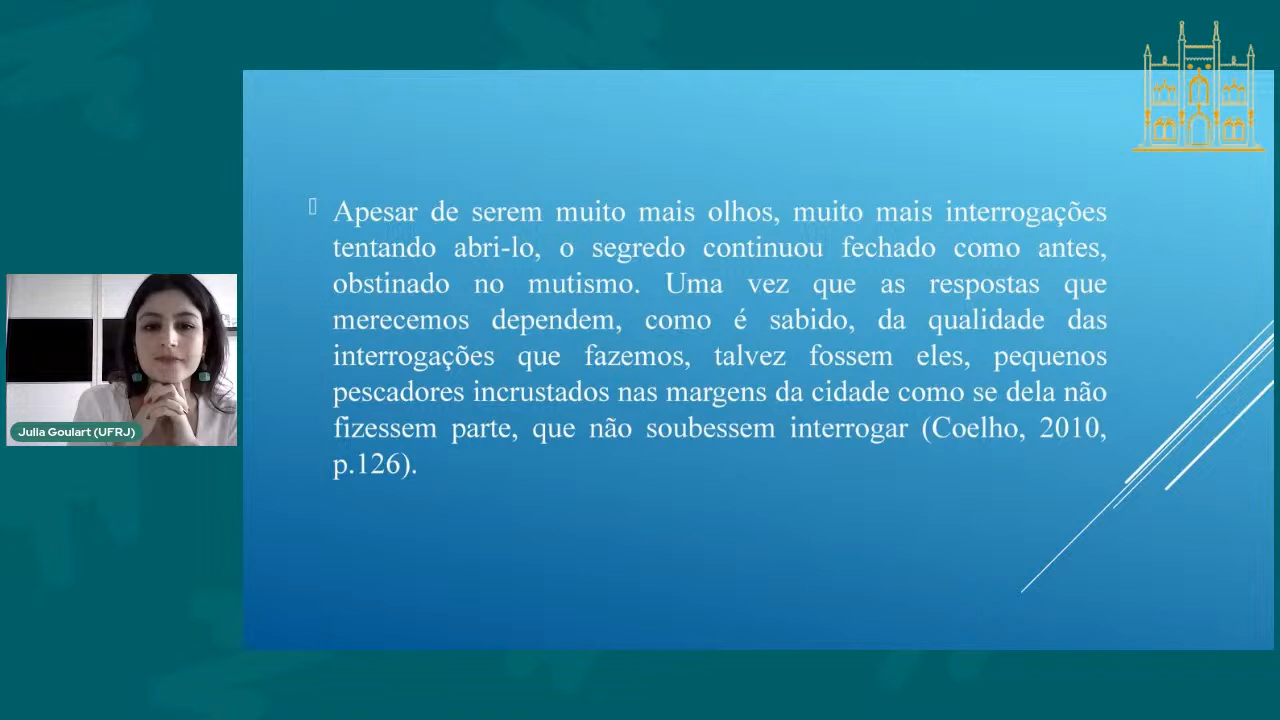 Apesar de serem muito mais olhos, muito mais interrogações
tentando abri-lo, o segredo continuou fechado como antes,
obstinado no mutismo. Uma vez que as respostas que
merecemos dependem, como é sabido, da qualidade das
interrogações que fazemos, talvez fossem eles, pequenos
pescadores incrustados nas margens da cidade como se dela não
fizessem parte, que não soubessem interrogar (Coelho, 2010,
p.126).
Julia Goulart (UFRJ)